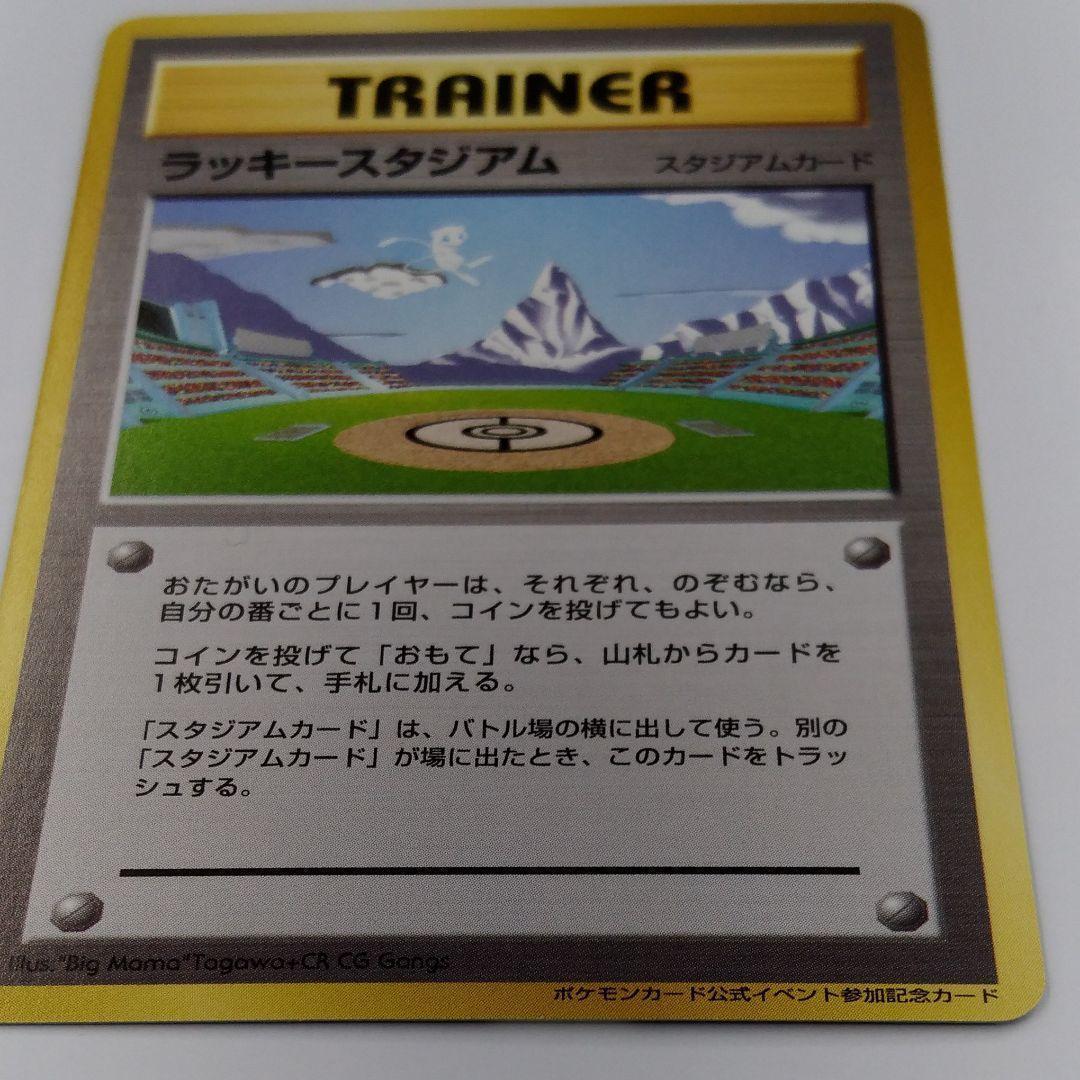 TRAINER
ラッキースタジアム スタジアムカード
おたがいのプレイヤーは、それぞれ、のぞむなら、
自分の番ごとに1回、コインを投げてもよい。
コインを投げて「おもて」なら、山札からカードを
1枚引いて、手札に加える。
「スタジアムカード」は、バトル場の横に出して使う。別の
「スタジアムカード」が場に出たとき、このカードをトラッ
シュする。
Illus."Big Mama"Tagawa+CR CG Gangs
ポケモンカード公式イベント参加記念カード